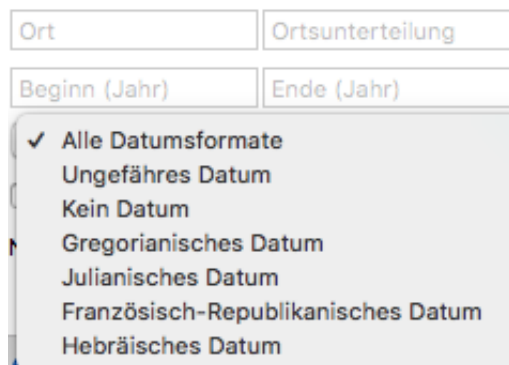 Ort Ortsunterteilung
Beginn (Jahr) Ende (Jahr)
✓ Alle Datumsformate
Ungefähres Datum
Kein Datum
Gregorianisches Datum
Julianisches Datum
Französisch-Republikanisches Datum
Hebräisches Datum